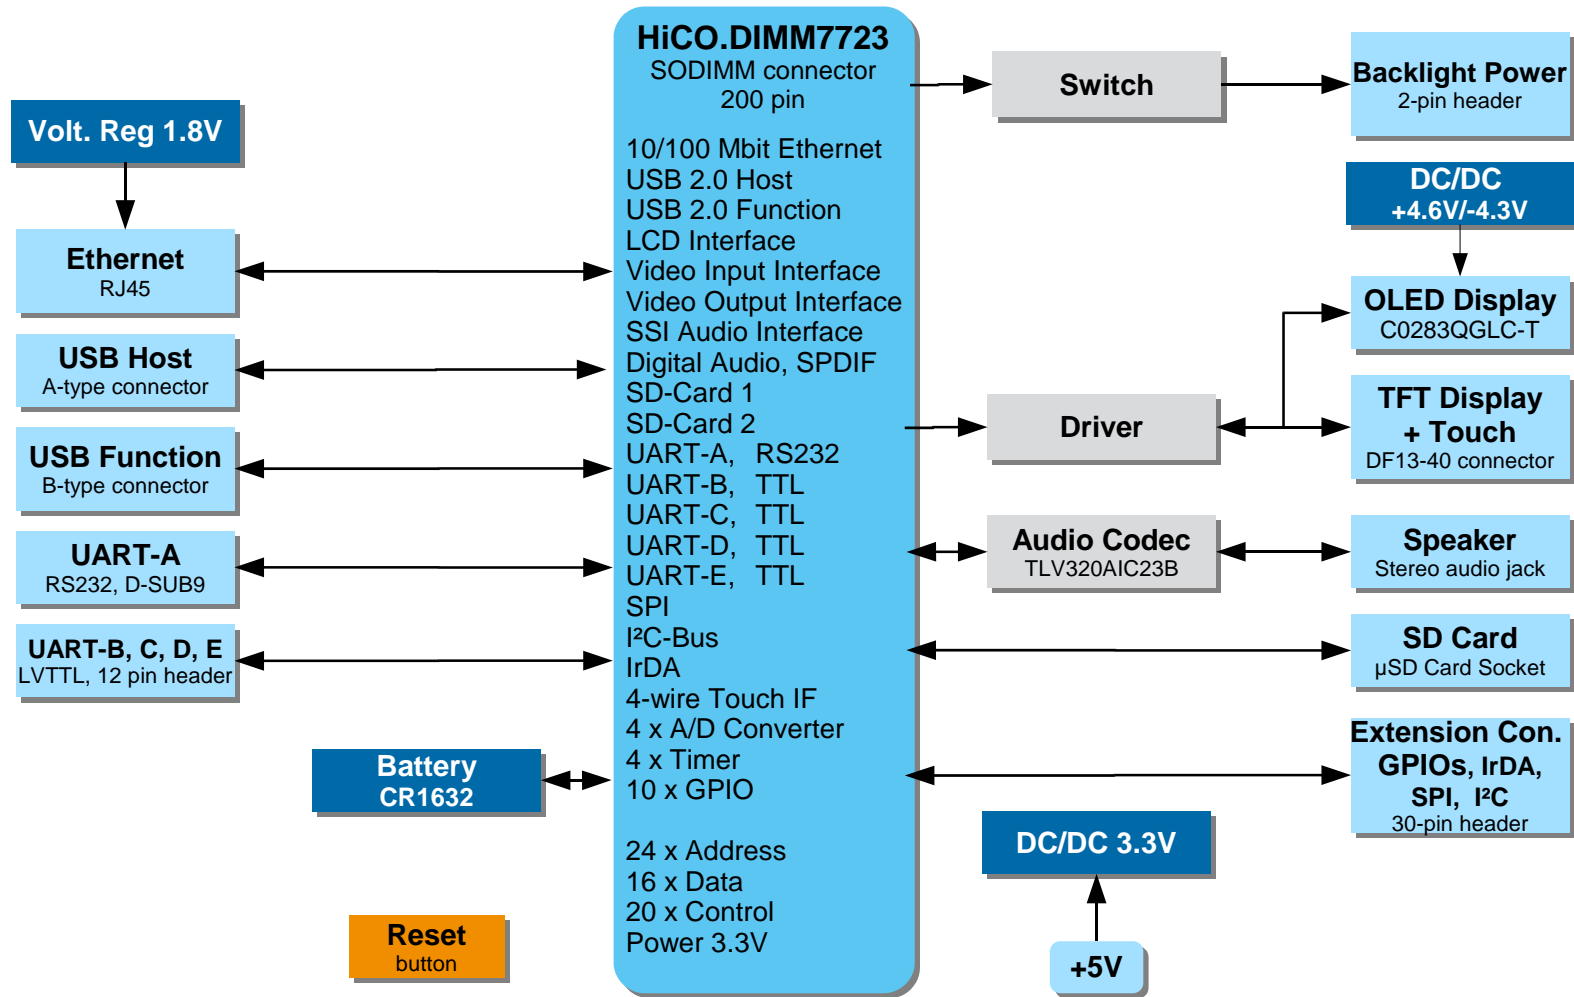 HiCO.DIMM7723
SODIMM connector
200 pin
10/100 Mbit Ethernet
USB 2.0 Host
USB 2.0 Function
LCD Interface
Video Input Interface
Video Output Interface
SSI Audio Interface
Digital Audio, SPDIF
SD-Card 1
SD-Card 2
UART-A, RS232
UART-B, TTL
UART-C, TTL
UART-D, TTL
UART-E, TTL
SPI
I²C-Bus
IrDA
4-wire Touch IF
4 x A/D Converter
4 x Timer
10 x GPIO
24 x Address
16 x Data
20 x Control
Power 3.3V
Volt. Reg 1.8V
Ethernet
RJ45
USB Host
A-type connector
USB Function
B-type connector
UART-A
RS232, D-SUB9
UART-B, C, D, E
LVTTL, 12 pin header
Battery
CR1632
Reset
button
Switch
Backlight Power
2-pin header
DC/DC
+4.6V/-4.3V
OLED Display
C0283QGLC-T
Driver
TFT Display
+ Touch
DF13-40 connector
Audio Codec
TLV320AIC23B
Speaker
Stereo audio jack
SD Card
µSD Card Socket
Extension Con.
GPIOs, IrDA,
SPI, I²C
30-pin header
DC/DC 3.3V
+5V